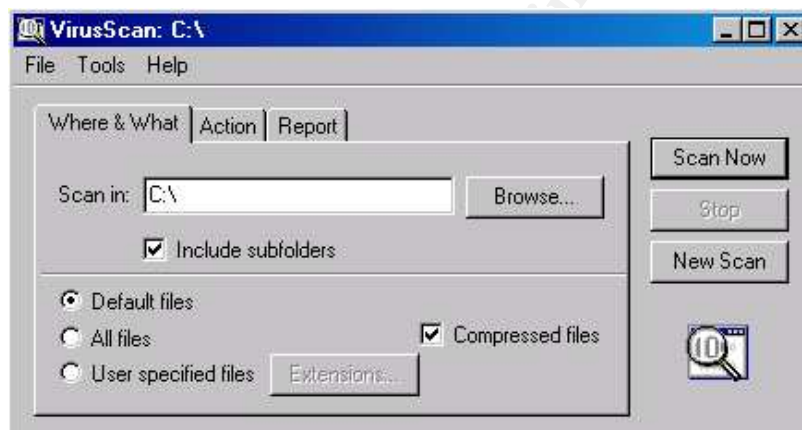 VirusScan: C:\
File Tools Help
Where & What Action Report
Scan in: C:\ Browse...
Include subfolders
Default files
All files
User specified files Extensions...
Compressed files
Scan Now
Stop
New Scan